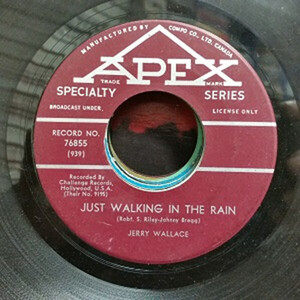 MANUFACTURED BY COMPO CO., LTD., CANADA
APEX
TRADE MARK
SPECIALTY SERIES
BROADCAST UNDER LICENSE ONLY
RECORD NO.
76855
(939)
Recorded By
Challenge Records,
Hollywood, U.S.A.
(Their No. 9195)
JUST WALKING IN THE RAIN
(Robt. S. Riley-Johnny Bragg)
JERRY WALLACE